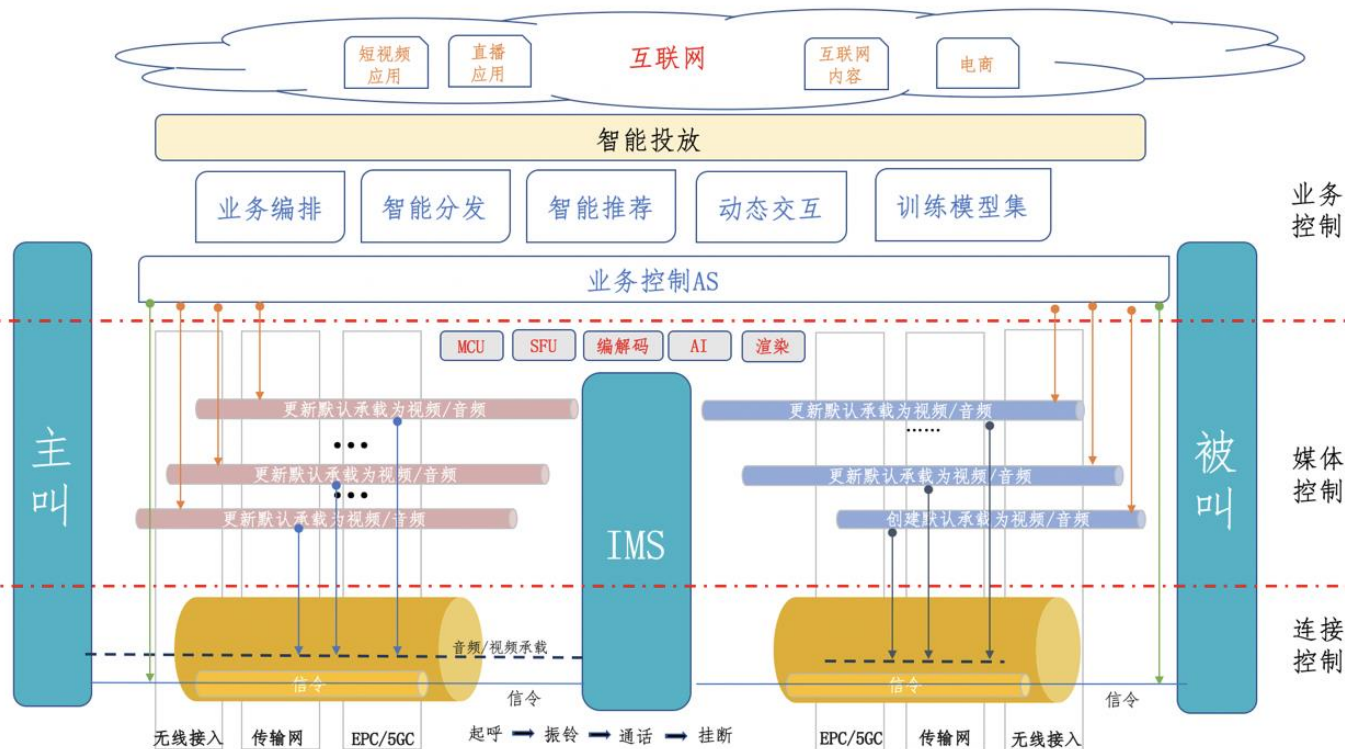 短视频
应用
直播
应用
互联网
互联网
内容
电商
智能投放
业务编排
智能分发
智能推荐
动态交互
训练模型集
业务
控制
业务控制AS
MCU
SFU
编解码
AI
渲染
主叫
IMS
被叫
更新默认承载为视频/音频
•••
更新默认承载为视频/音频
•••
更新默认承载为视频/音频
更新默认承载为视频/音频
……
更新默认承载为视频/音频
创建默认承载为视频/音频
媒体
控制
音频/视频承载
信令
信令
信令
信令
连接
控制
无线接入
传输网
EPC/5GC
起呼
振铃
通话
挂断
EPC/5GC
传输网
无线接入